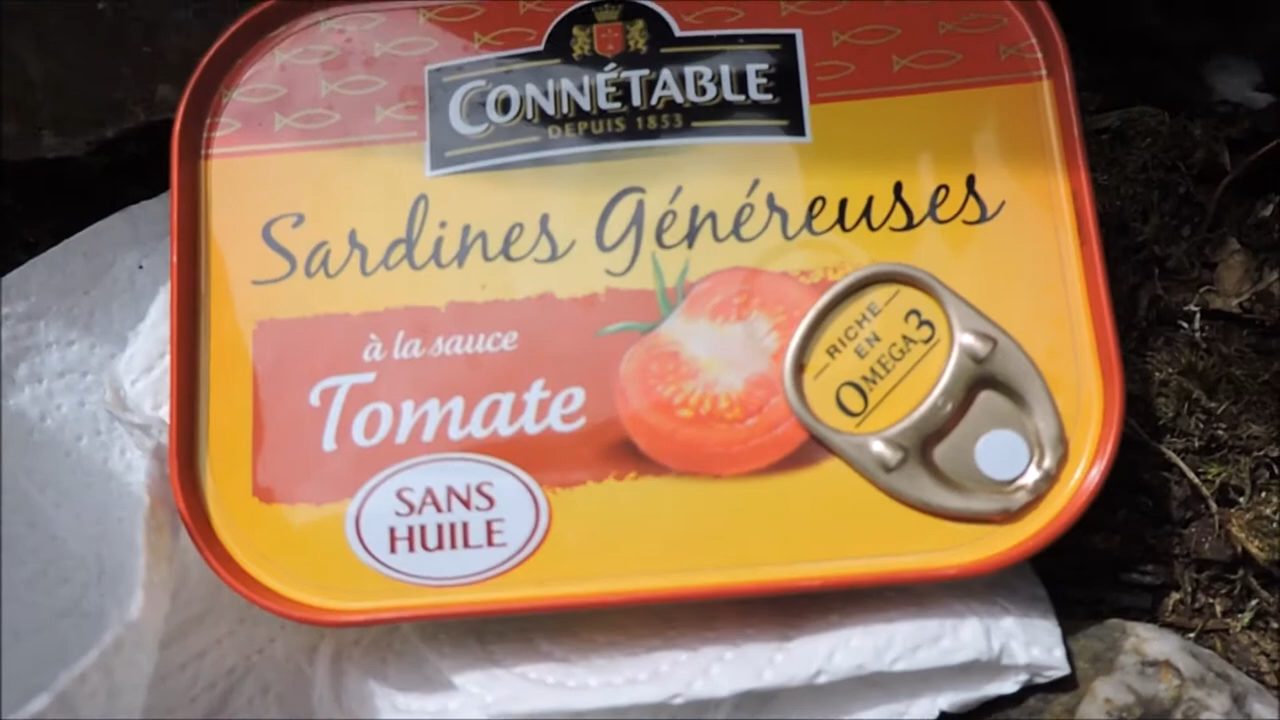 CONNÉTABLE
DEPUIS 1853
Sardines Généreuses
à la sauce
Tomate
RICHE
EN
OMEGA3
SANS
HUILE